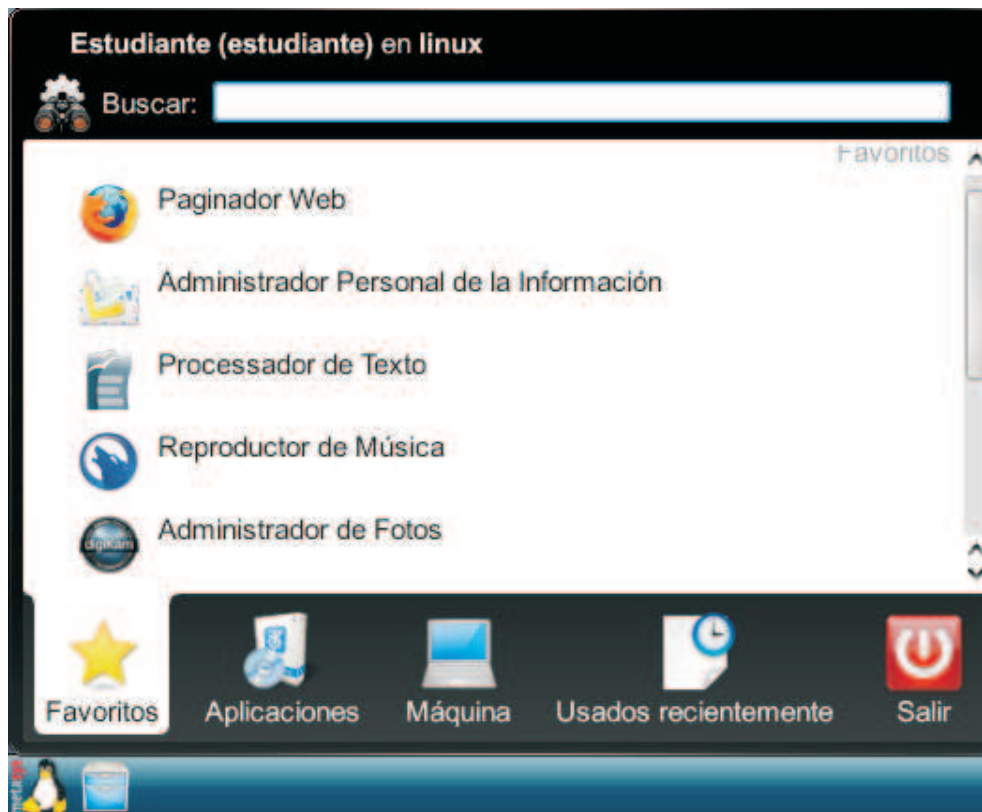 Estudiante (estudiante) en linux
Buscar:
Favoritos
Paginador Web
Administrador Personal de la Información
Processador de Texto
Reproductor de Música
digikam
Administrador de Fotos
Favoritos
Aplicaciones
Máquina
Usados recientemente
Salir